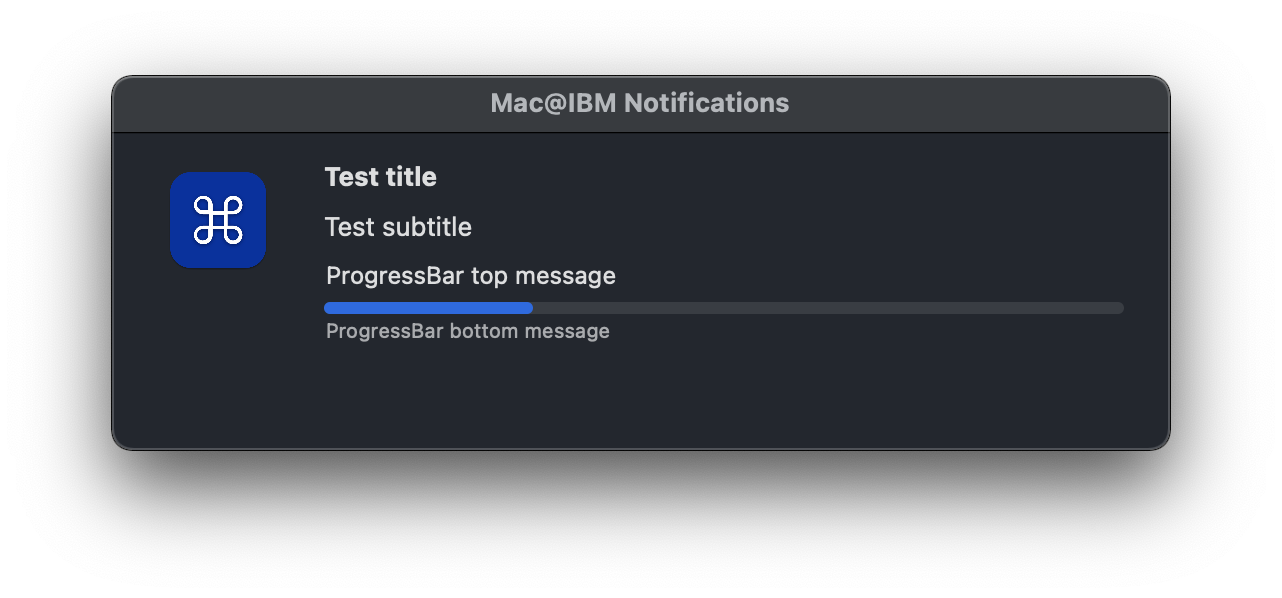 Mac@IBM Notifications
Test title
Test subtitle
ProgressBar top message
ProgressBar bottom message